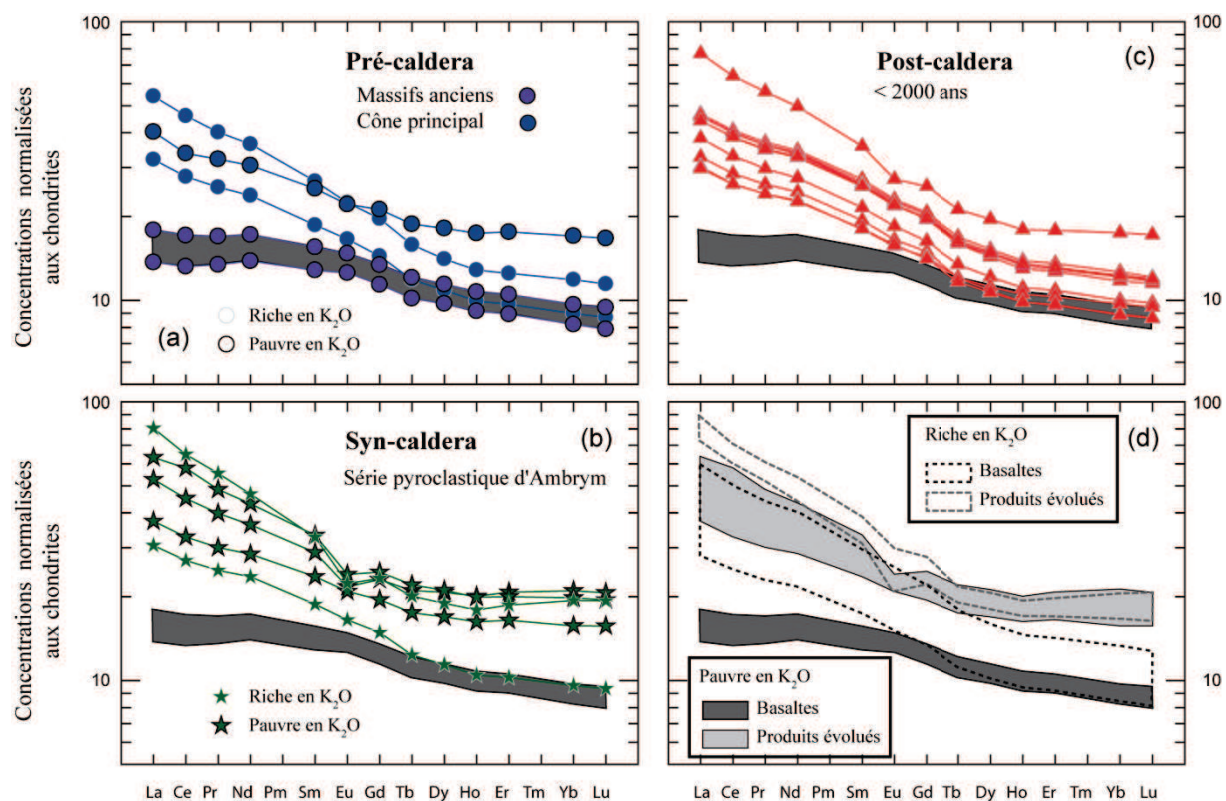 100
Pré-caldera
Massifs anciens
Cône principal
Riche en K₂O
Pauvre en K₂O
(a)
10
Concentrations normalisées
aux chondrites
100
Post-caldera
< 2000 ans
(c)
10
100
Syn-caldera
(b)
Série pyroclastique d'Ambrym
Riche en K₂O
Pauvre en K₂O
10
Concentrations normalisées
aux chondrites
La Ce Pr Nd Pm Sm Eu Gd Tb Dy Ho Er Tm Yb Lu
100
(d)
Riche en K₂O
Basaltes
Produits évolués
Pauvre en K₂O
Basaltes
Produits évolués
10
La Ce Pr Nd Pm Sm Eu Gd Tb Dy Ho Er Tm Yb Lu